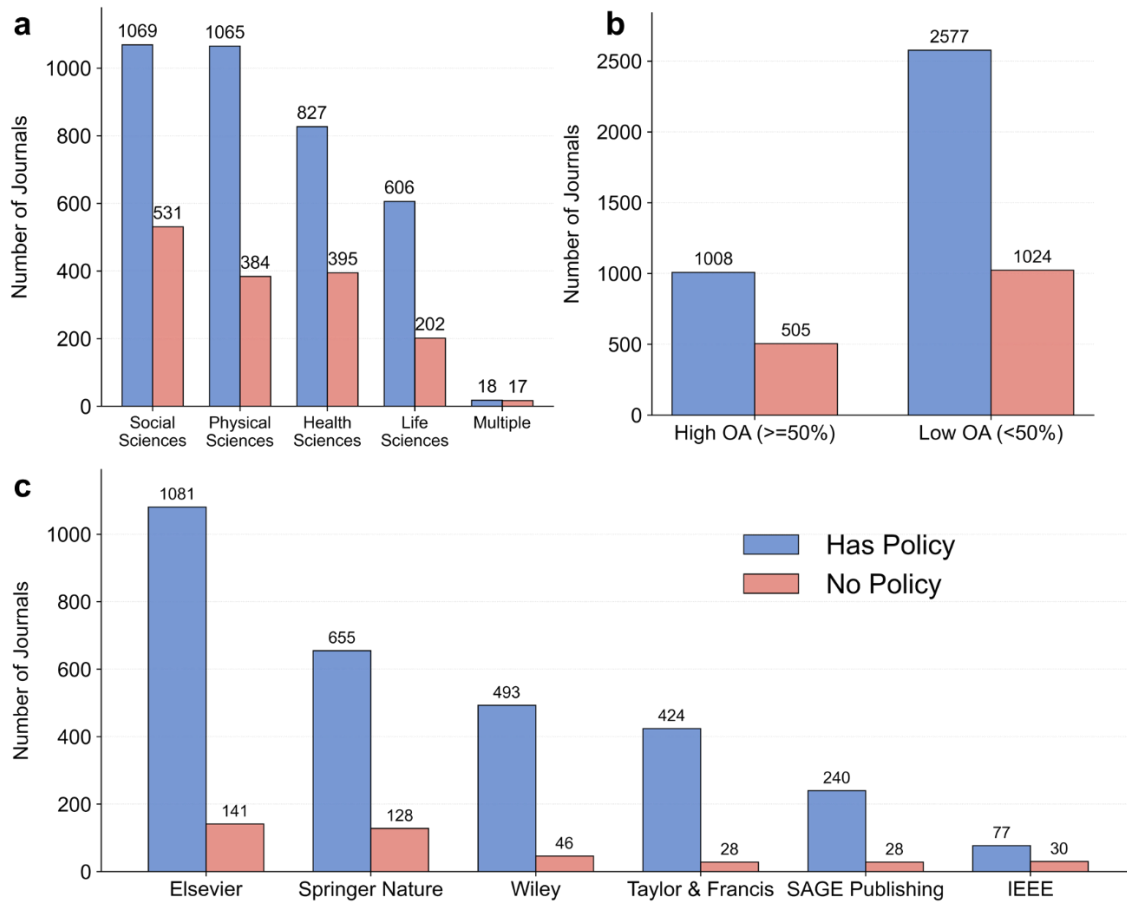 a
Number of Journals
1000
800
600
400
200
0
1069
531
1065
384
827
395
606
202
18
17
Social
Sciences
Physical
Sciences
Health
Sciences
Life
Sciences
Multiple
b
Number of Journals
2500
2000
1500
1000
500
0
1008
505
2577
1024
High OA (>=50%)
Low OA (<50%)
c
Number of Journals
1000
800
600
400
200
0
1081
141
655
128
493
46
424
28
240
28
77
30
Elsevier
Springer Nature
Wiley
Taylor & Francis
SAGE Publishing
IEEE
Has Policy
No Policy